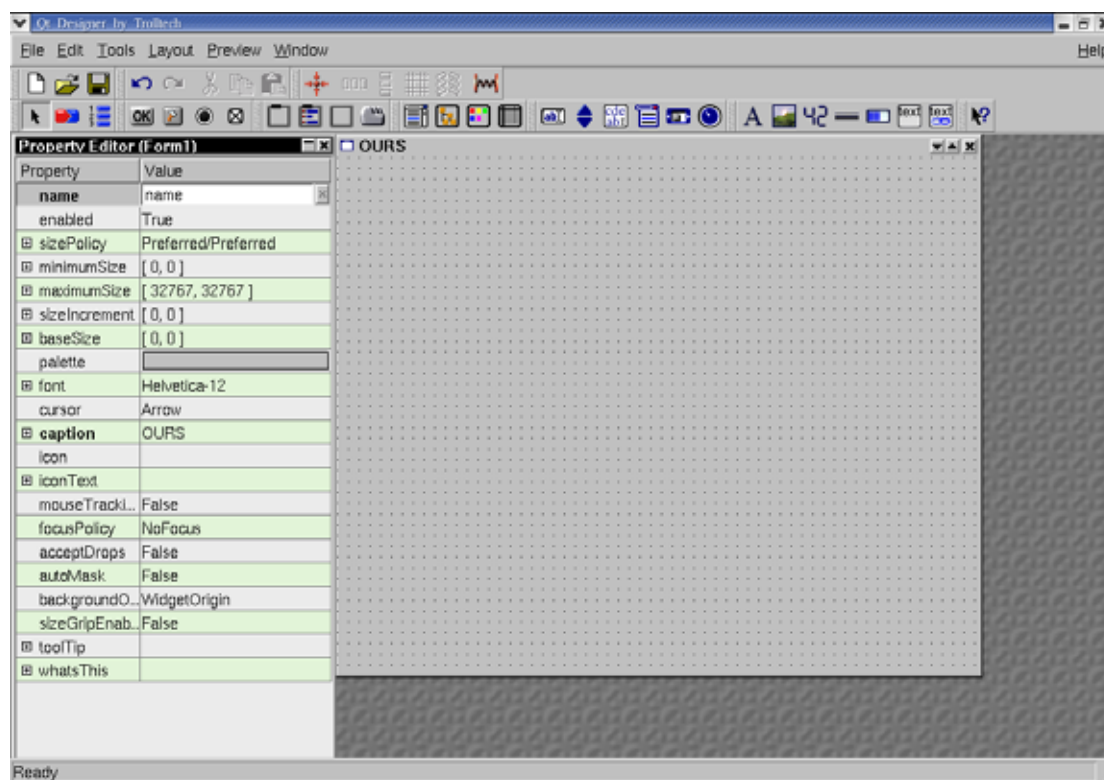 Qt Designer by Trolltech
File Edit Tools Layout Preview Window Help
OK 42 text text
Property Editor (Form1) OURS
Property Value
name name
enabled True
sizePolicy Preferred/Preferred
minimumSize [ 0, 0 ]
maximumSize [ 32767, 32767 ]
sizeIncrement [ 0, 0 ]
baseSize [ 0, 0 ]
palette
font Helvetica-12
cursor Arrow
caption OURS
icon
iconText
mouseTracki... False
focusPolicy NoFocus
acceptDrops False
autoMask False
backgroundO... WidgetOrigin
sizeGripEnab... False
toolTip
whatsThis
Ready